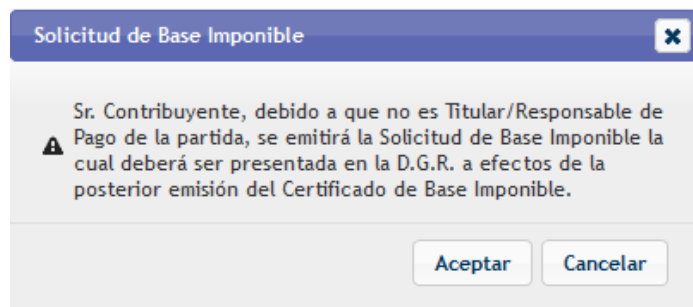 Solicitud de Base Imponible
Sr. Contribuyente, debido a que no es Titular/Responsable de
Pago de la partida, se emitirá la Solicitud de Base Imponible la
cual deberá ser presentada en la D.G.R. a efectos de la
posterior emisión del Certificado de Base Imponible.
Aceptar Cancelar